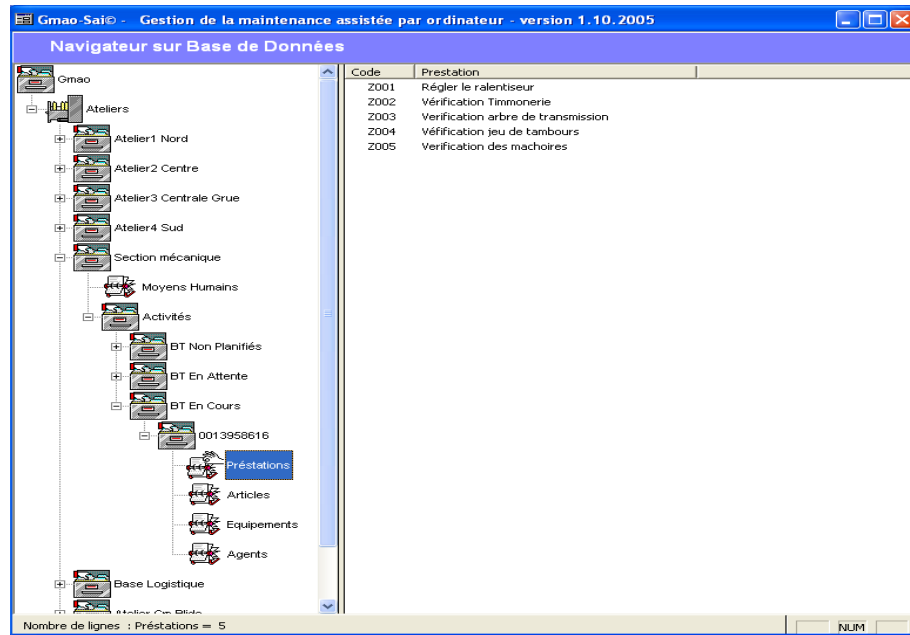 Gmao-Sai© - Gestion de la maintenance assistée par ordinateur - version 1.10.2005
Navigateur sur Base de Données
Gmao
Ateliers
Atelier1 Nord
Atelier2 Centre
Atelier3 Centrale Grue
Atelier4 Sud
Section mécanique
Moyens Humains
Activités
BT Non Planifiés
BT En Attente
BT En Cours
0013958616
Préstations
Articles
Equipements
Agents
Base Logistique
Code Prestation
Z001 Régler le ralentiseur
Z002 Vérification Timmonerie
Z003 Verification arbre de transmission
Z004 Véfification jeu de tambours
Z005 Verification des machoires
Nombre de lignes : Préstations = 5
NUM